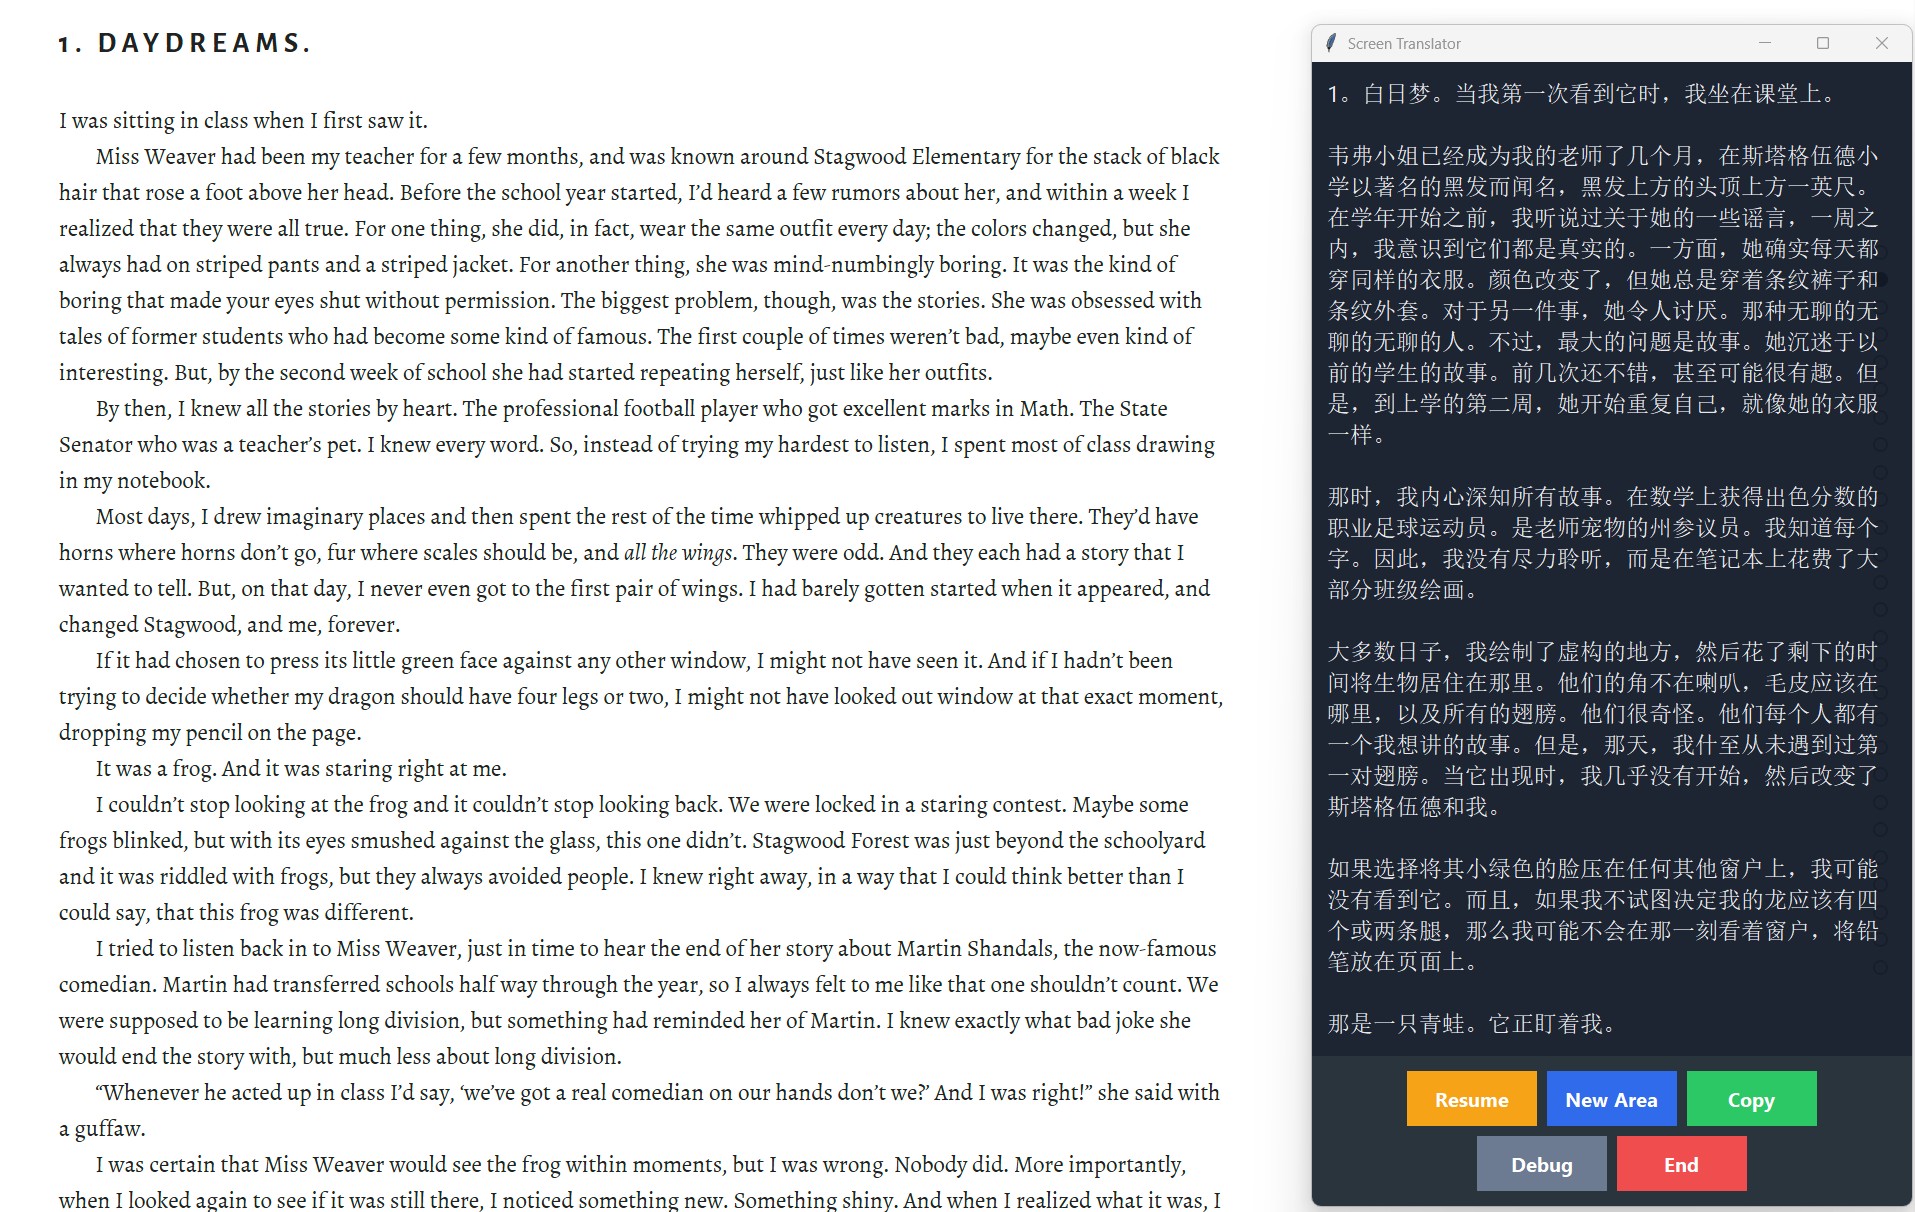 1. DAYDREAMS.
I was sitting in class when I first saw it.
Miss Weaver had been my teacher for a few months, and was known around Stagwood Elementary for the stack of black
hair that rose a foot above her head. Before the school year started, I’d heard a few rumors about her, and within a week I
realized that they were all true. For one thing, she did, in fact, wear the same outfit every day; the colors changed, but she
always had on striped pants and a striped jacket. For another thing, she was mind-numbingly boring. It was the kind of
boring that made your eyes shut without permission. The biggest problem, though, was the stories. She was obsessed with
tales of former students who had become some kind of famous. The first couple of times weren’t bad, maybe even kind of
interesting. But, by the second week of school she had started repeating herself, just like her outfits.
By then, I knew all the stories by heart. The professional football player who got excellent marks in Math. The State
Senator who was a teacher’s pet. I knew every word. So, instead of trying my hardest to listen, I spent most of class drawing
in my notebook.
Most days, I drew imaginary places and then spent the rest of the time whipped up creatures to live there. They’d have
horns where horns don’t go, fur where scales should be, and all the wings. They were odd. And they each had a story that I
wanted to tell. But, on that day, I never even got to the first pair of wings. I had barely gotten started when it appeared, and
changed Stagwood, and me, forever.
If it had chosen to press its little green face against any other window, I might not have seen it. And if I hadn’t been
trying to decide whether my dragon should have four legs or two, I might not have looked out window at that exact moment,
dropping my pencil on the page.
It was a frog. And it was staring right at me.
I couldn’t stop looking at the frog and it couldn’t stop looking back. We were locked in a staring contest. Maybe some
frogs blinked, but with its eyes smushed against the glass, this one didn’t. Stagwood Forest was just beyond the schoolyard
and it was riddled with frogs, but they always avoided people. I knew right away, in a way that I could think better than I
could say, that this frog was different.
I tried to listen back in to Miss Weaver, just in time to hear the end of her story about Martin Shandals, the now-famous
comedian. Martin had transferred schools half way through the year, so I always felt to me like that one shouldn’t count. We
were supposed to be learning long division, but something had reminded her of Martin. I knew exactly what bad joke she
would end the story with, but much less about long division.
“Whenever he acted up in class I’d say, ‘we’ve got a real comedian on our hands don’t we?’ And I was right!” she said with
a guffaw.
I was certain that Miss Weaver would see the frog within moments, but I was wrong. Nobody did. More importantly,
when I looked again to see if it was still there, I noticed something new. Something shiny. And when I realized what it was, I
Screen Translator
1。白日梦。当我第一次看到它时，我坐在课堂上。
韦弗小姐已经成为我的老师了几个月，在斯塔格伍德小
学以著名的黑发而闻名，黑发上方的头顶上方一英尺。
在学年开始之前，我听说过关于她的一些谣言，一周之
内，我意识到它们都是真实的。一方面，她确实每天都
穿同样的衣服。颜色改变了，但她总是穿着条纹裤子和
条纹外套。对于另一件事，她令人讨厌。那种无聊的无
聊的无聊的人。不过，最大的问题是故事。她沉迷于以
前的学生的故事。前几次还不错，甚至可能很有趣。但
是，到上学的第二周，她开始重复自己，就像她的衣服
一样。
那时，我内心深知所有故事。在数学上获得出色分数的
职业足球运动员。是老师宠物的州参议员。我知道每个
字。因此，我没有尽力聆听，而是在笔记本上花费了大
部分班级绘画。
大多数日子，我绘制了虚构的地方，然后花了剩下的时
间将生物居住在那里。他们的角不在喇叭，毛皮应该在
哪里，以及所有的翅膀。他们很奇怪。他们每个人都有
一个我想讲的故事。但是，那天，我什至从未遇到过第
一对翅膀。当它出现时，我几乎没有开始，然后改变了
斯塔格伍德和我。
如果选择将其小绿色的脸压在任何其他窗户上，我可能
没有看到它。而且，如果我不试图决定我的龙应该有四
个或两条腿，那么我可能不会在那一刻看着窗户，将铅
笔放在页面上。
那是一只青蛙。它正盯着我。
Resume
New Area
Copy
Debug
End